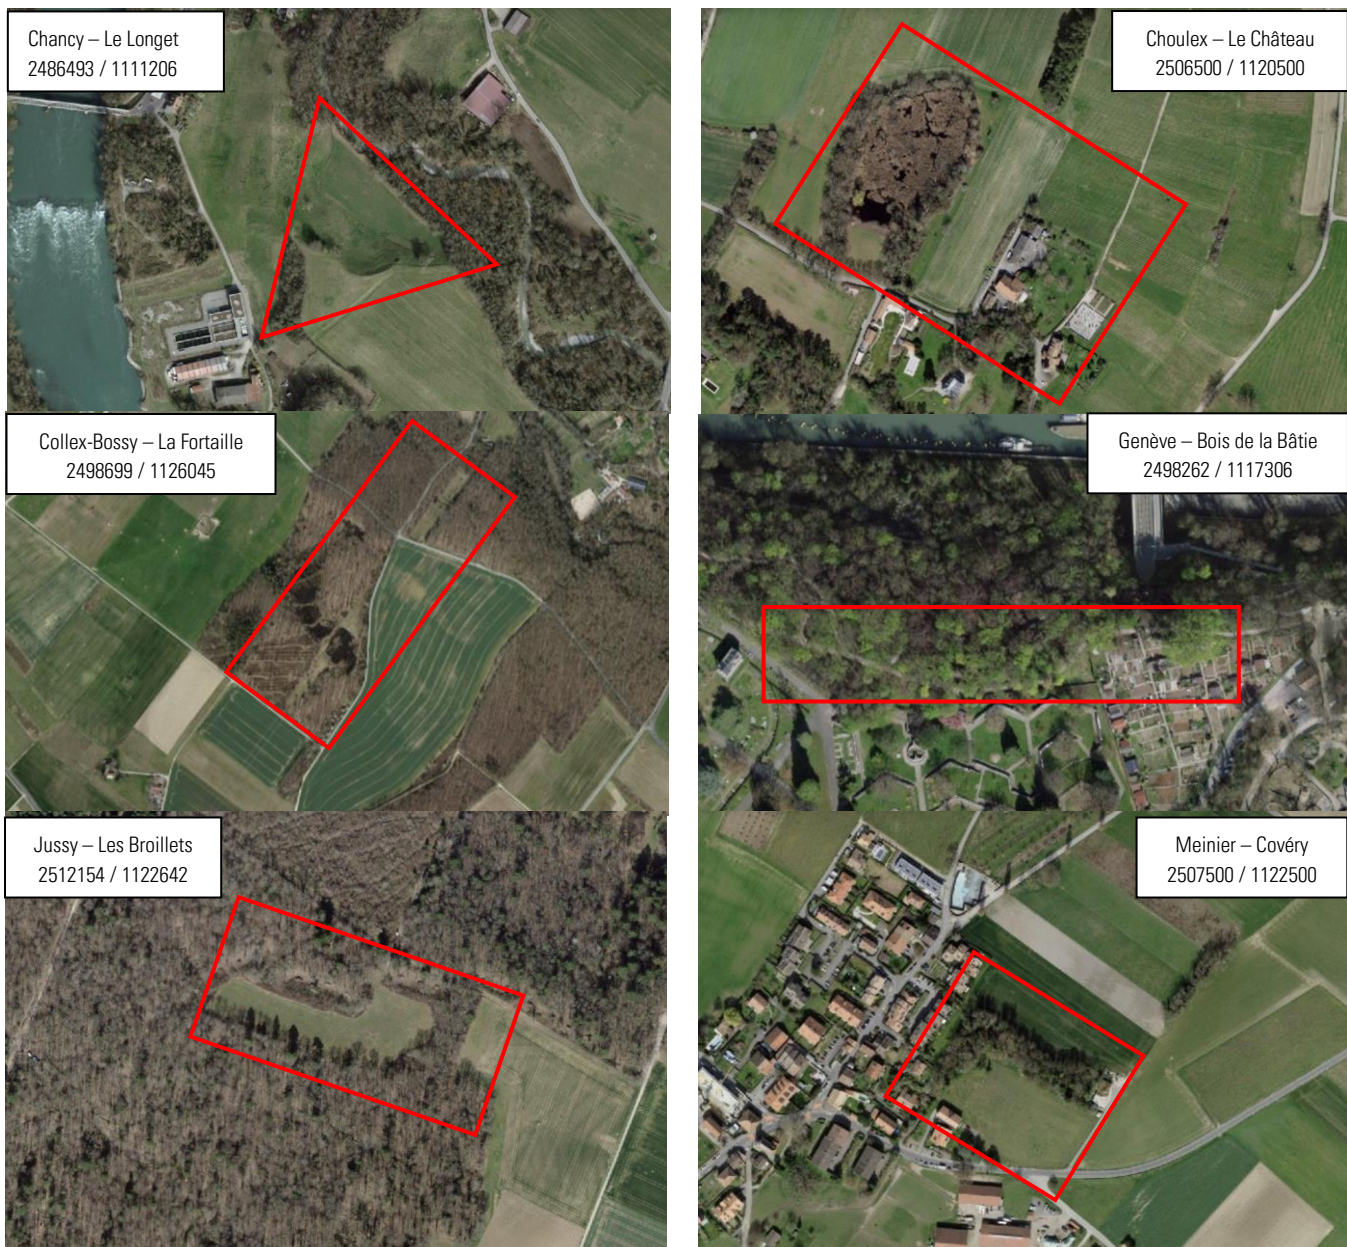 Chancy – Le Longet
2486493 / 1111206
Choulex – Le Château
2506500 / 1120500
Collex-Bossy – La Fortaille
2498699 / 1126045
Genève – Bois de la Bâtie
2498262 / 1117306
Jussy – Les Broillets
2512154 / 1122642
Meinier – Covéry
2507500 / 1122500